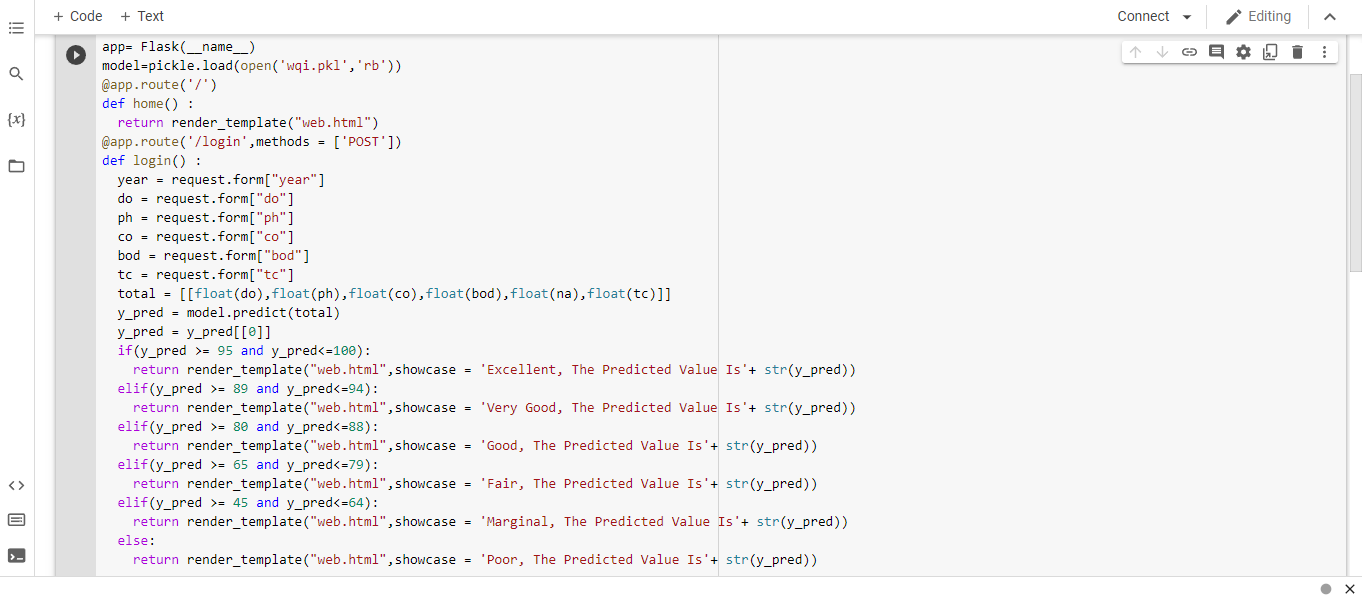 + Code + Text Connect Editing
app= Flask(__name__)
model=pickle.load(open('wqi.pkl','rb'))
@app.route('/')
def home() :
  return render_template("web.html")
@app.route('/login',methods = ['POST'])
def login() :
  year = request.form["year"]
  do = request.form["do"]
  ph = request.form["ph"]
  co = request.form["co"]
  bod = request.form["bod"]
  tc = request.form["tc"]
  total = [[float(do),float(ph),float(co),float(bod),float(na),float(tc)]]
  y_pred = model.predict(total)
  y_pred = y_pred[[0]]
  if(y_pred >= 95 and y_pred<=100):
    return render_template("web.html",showcase = 'Excellent, The Predicted Value Is'+ str(y_pred))
  elif(y_pred >= 89 and y_pred<=94):
    return render_template("web.html",showcase = 'Very Good, The Predicted Value Is'+ str(y_pred))
  elif(y_pred >= 80 and y_pred<=88):
    return render_template("web.html",showcase = 'Good, The Predicted Value Is'+ str(y_pred))
  elif(y_pred >= 65 and y_pred<=79):
    return render_template("web.html",showcase = 'Fair, The Predicted Value Is'+ str(y_pred))
  elif(y_pred >= 45 and y_pred<=64):
    return render_template("web.html",showcase = 'Marginal, The Predicted Value Is'+ str(y_pred))
  else:
    return render_template("web.html",showcase = 'Poor, The Predicted Value Is'+ str(y_pred))